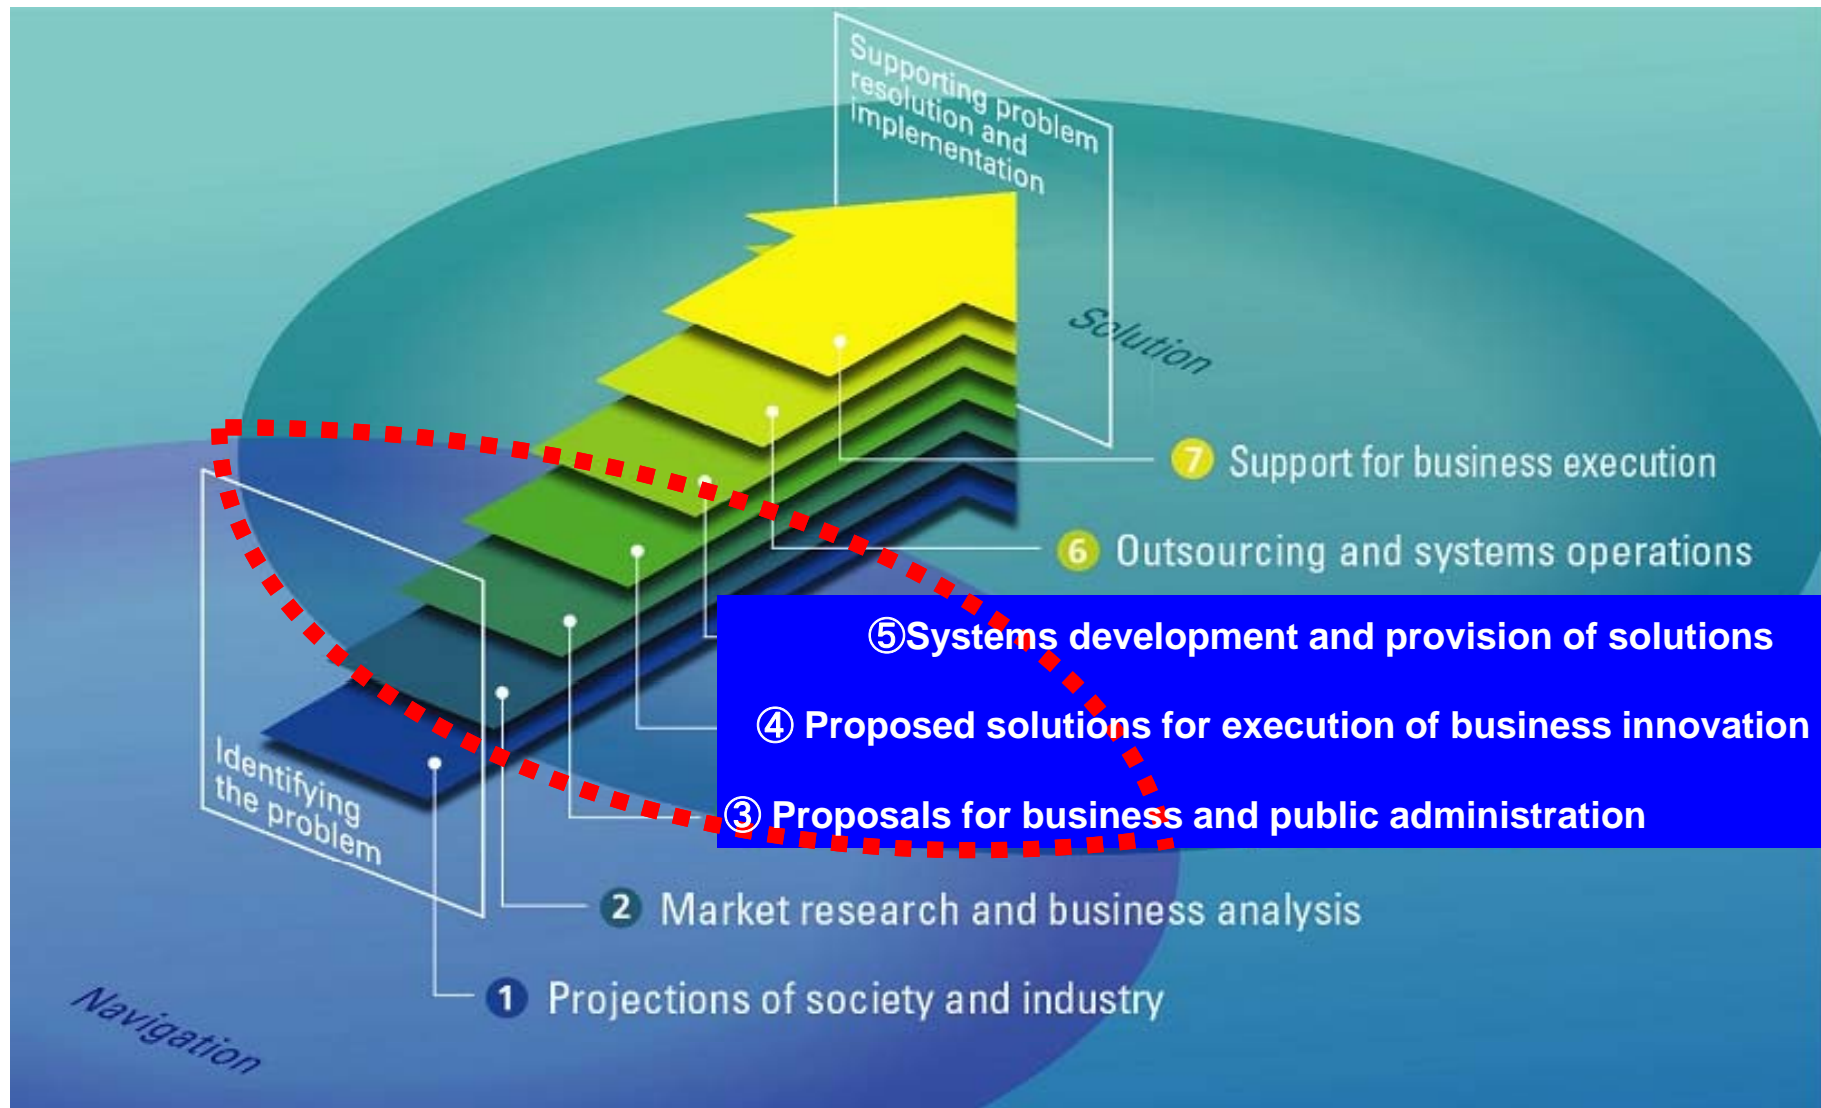 Supporting problem
resolution and
implementation
Solution
7 Support for business execution
6 Outsourcing and systems operations
⑤Systems development and provision of solutions
④ Proposed solutions for execution of business innovation
③ Proposals for business and public administration
Identifying
the problem
2 Market research and business analysis
1 Projections of society and industry
Navigation